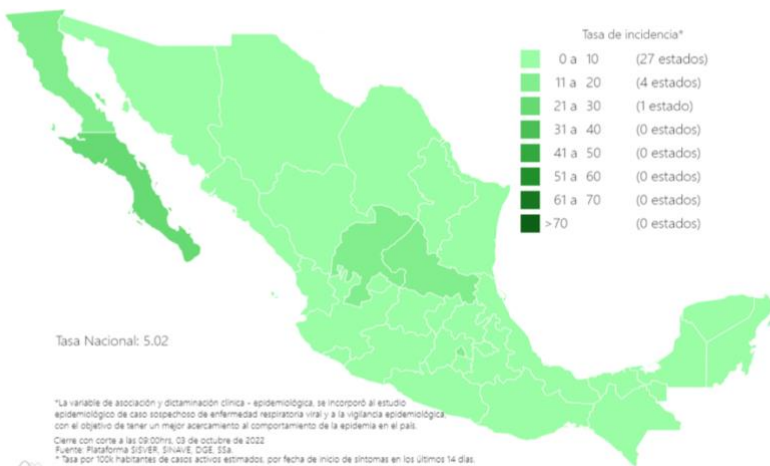 Tasa de incidencia*
0 a 10 (27 estados)
11 a 20 (4 estados)
21 a 30 (1 estado)
31 a 40 (0 estados)
41 a 50 (0 estados)
51 a 60 (0 estados)
61 a 70 (0 estados)
>70 (0 estados)
Tasa Nacional: 5.02
*La variable de asociación y dictaminación clínica - epidemiológica, se incorporó al estudio
epidemiológico de caso sospechoso de enfermedad respiratoria viral y a la vigilancia epidemiológica,
con el objetivo de tener un mejor acercamiento al comportamiento de la epidemia en el país.
Cierre con corte a las 09:00hrs, 03 de octubre de 2022
Fuente: Plataforma SISVER, SINAVE, DGE, SSa.
* Tasa por 100k habitantes de casos activos estimados, por fecha de inicio de síntomas en los últimos 14 días.